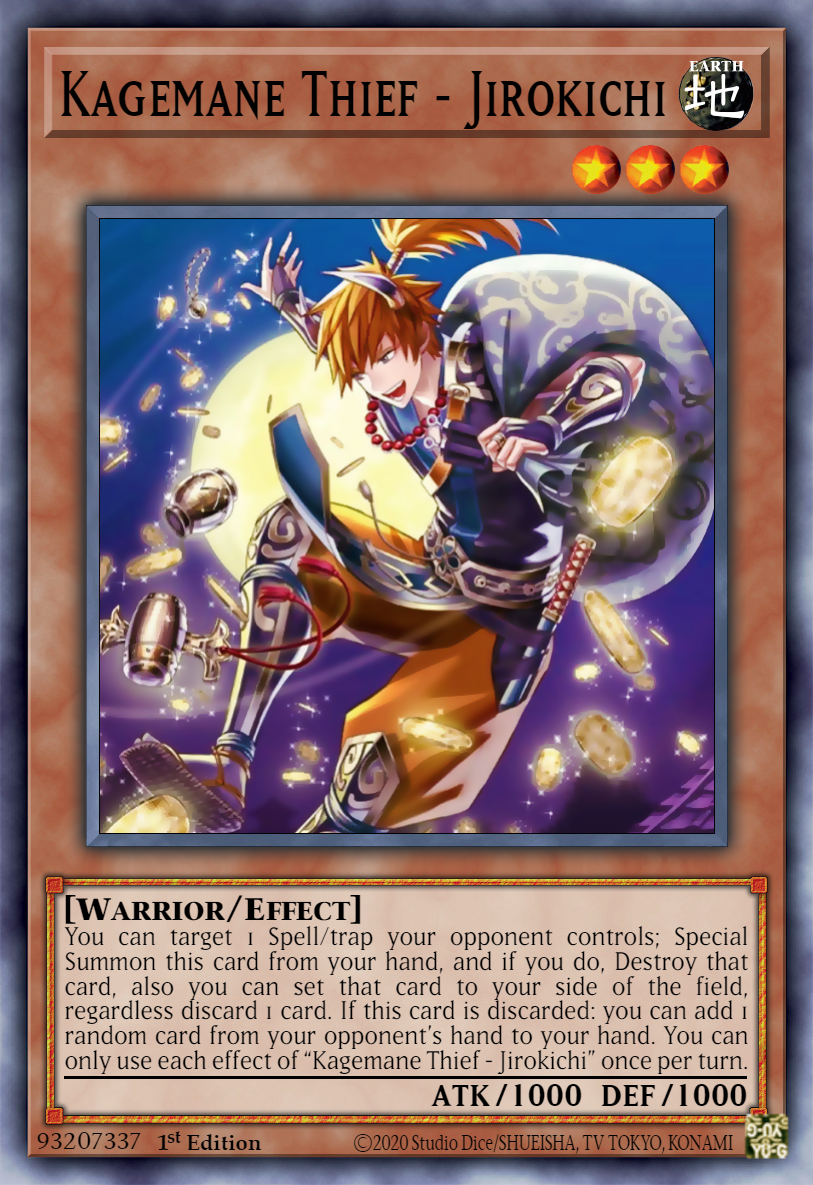 Kagemane Thief - Jirokichi
EARTH
地
[Warrior/Effect]
You can target 1 Spell/trap your opponent controls; Special
Summon this card from your hand, and if you do, Destroy that
card, also you can set that card to your side of the field,
regardless discard 1 card. If this card is discarded: you can add 1
random card from your opponent's hand to your hand. You can
only use each effect of “Kagemane Thief - Jirokichi” once per turn.
ATK/1000 DEF/1000
93207337 1st Edition ©2020 Studio Dice/SHUEISHA, TV TOKYO, KONAMI